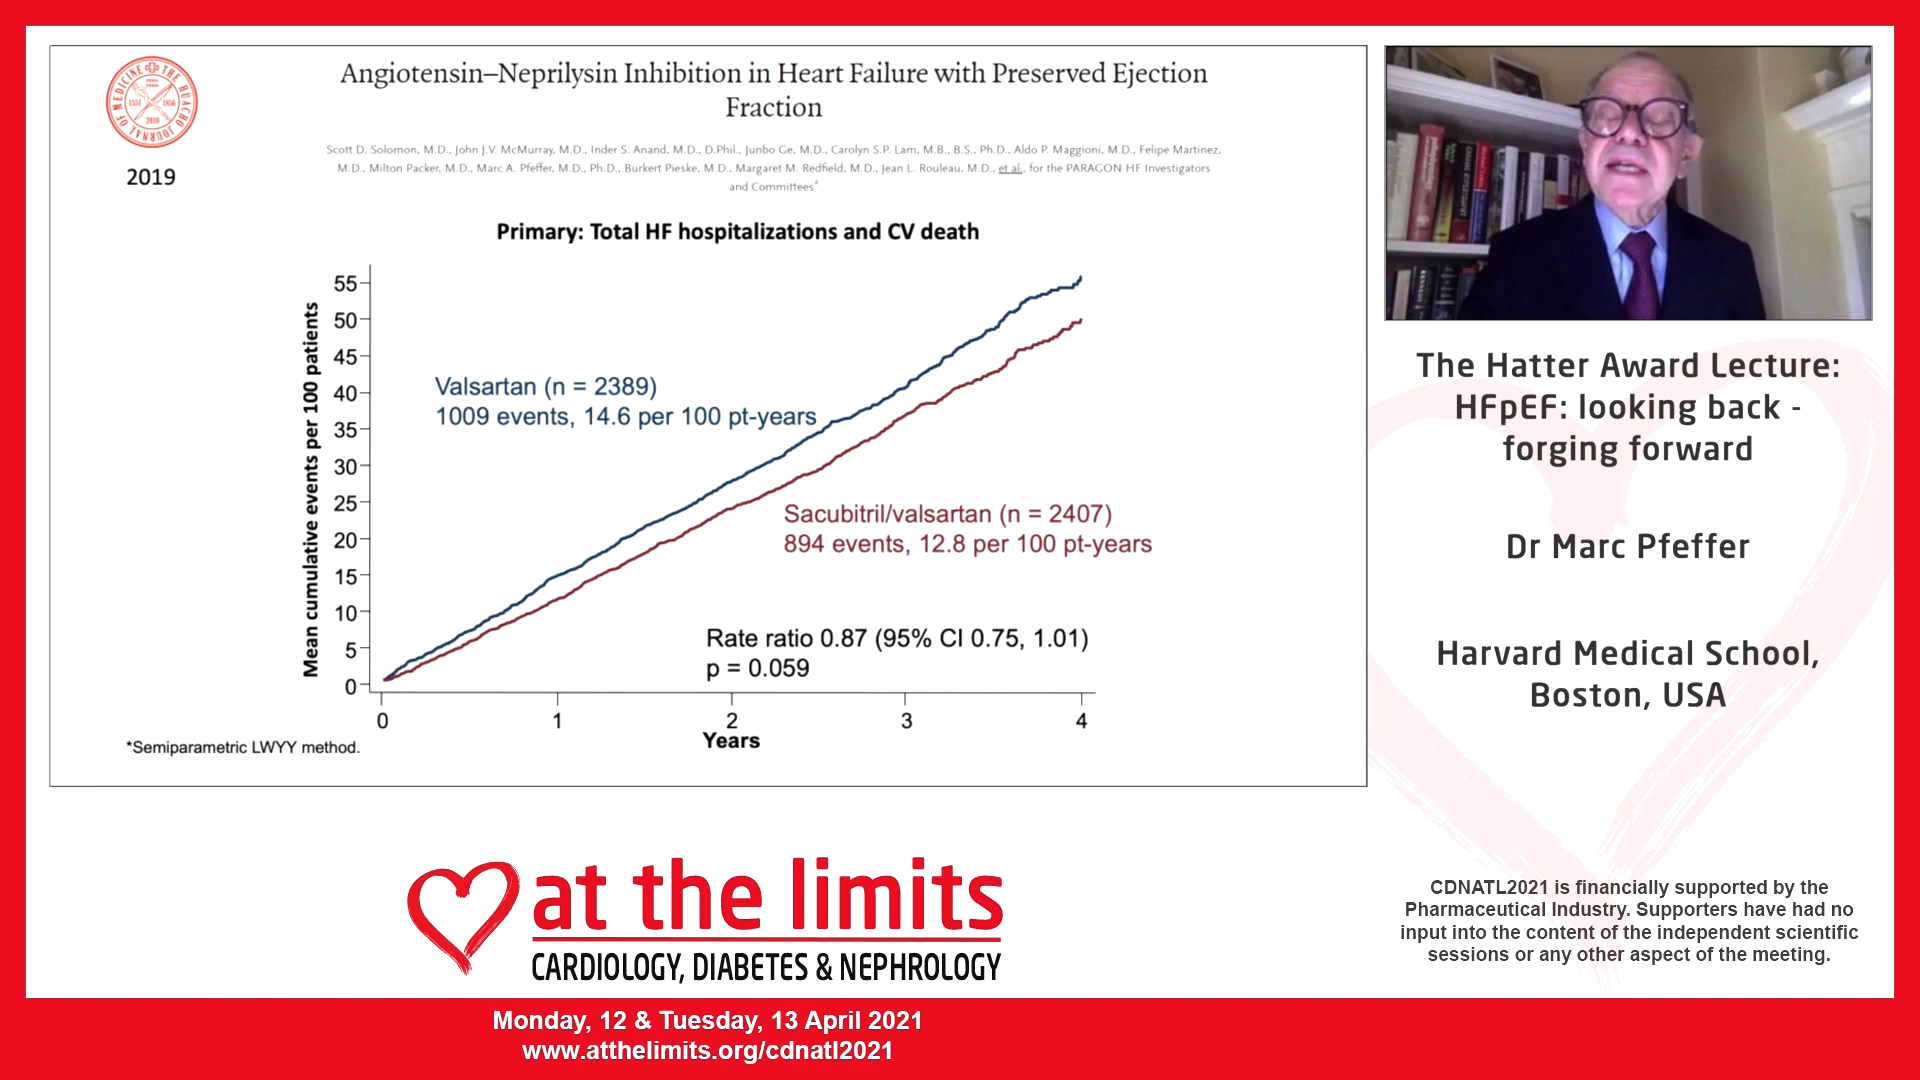 MEDICINE THE HUACHO JOURNAL OF
1551 1856
2010
2019
Angiotensin–Neprilysin Inhibition in Heart Failure with Preserved Ejection
Fraction
Scott D. Solomon, M.D., John J.V. McMurray, M.D., Inder S. Anand, M.D., D.Phil., Junbo Ge, M.D., Carolyn S.P. Lam, M.B., B.S., Ph.D., Aldo P. Maggioni, M.D., Felipe Martinez,
M.D., Milton Packer, M.D., Marc A. Pfeffer, M.D., Ph.D., Burkert Pieske, M.D., Margaret M. Redfield, M.D., Jean L. Rouleau, M.D., et al., for the PARAGON-HF Investigators
and Committees*
Primary: Total HF hospitalizations and CV death
Mean cumulative events per 100 patients
55
50
45
40
35
30
25
20
15
10
5
0
Valsartan (n = 2389)
1009 events, 14.6 per 100 pt-years
Sacubitril/valsartan (n = 2407)
894 events, 12.8 per 100 pt-years
Rate ratio 0.87 (95% CI 0.75, 1.01)
p = 0.059
0 1 2 3 4
Years
*Semiparametric LWYY method.
The Hatter Award Lecture:
HFpEF: looking back -
forging forward
Dr Marc Pfeffer
Harvard Medical School,
Boston, USA
at the limits
CARDIOLOGY, DIABETES & NEPHROLOGY
CDNATL2021 is financially supported by the
Pharmaceutical Industry. Supporters have had no
input into the content of the independent scientific
sessions or any other aspect of the meeting.
Monday, 12 & Tuesday, 13 April 2021
www.atthelimits.org/cdnatl2021